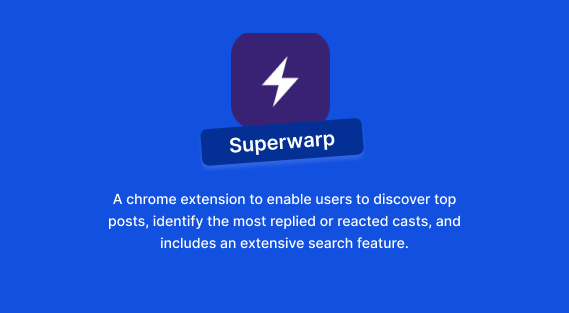 Superwarp
A chrome extension to enable users to discover top
posts, identify the most replied or reacted casts, and
includes an extensive search feature.